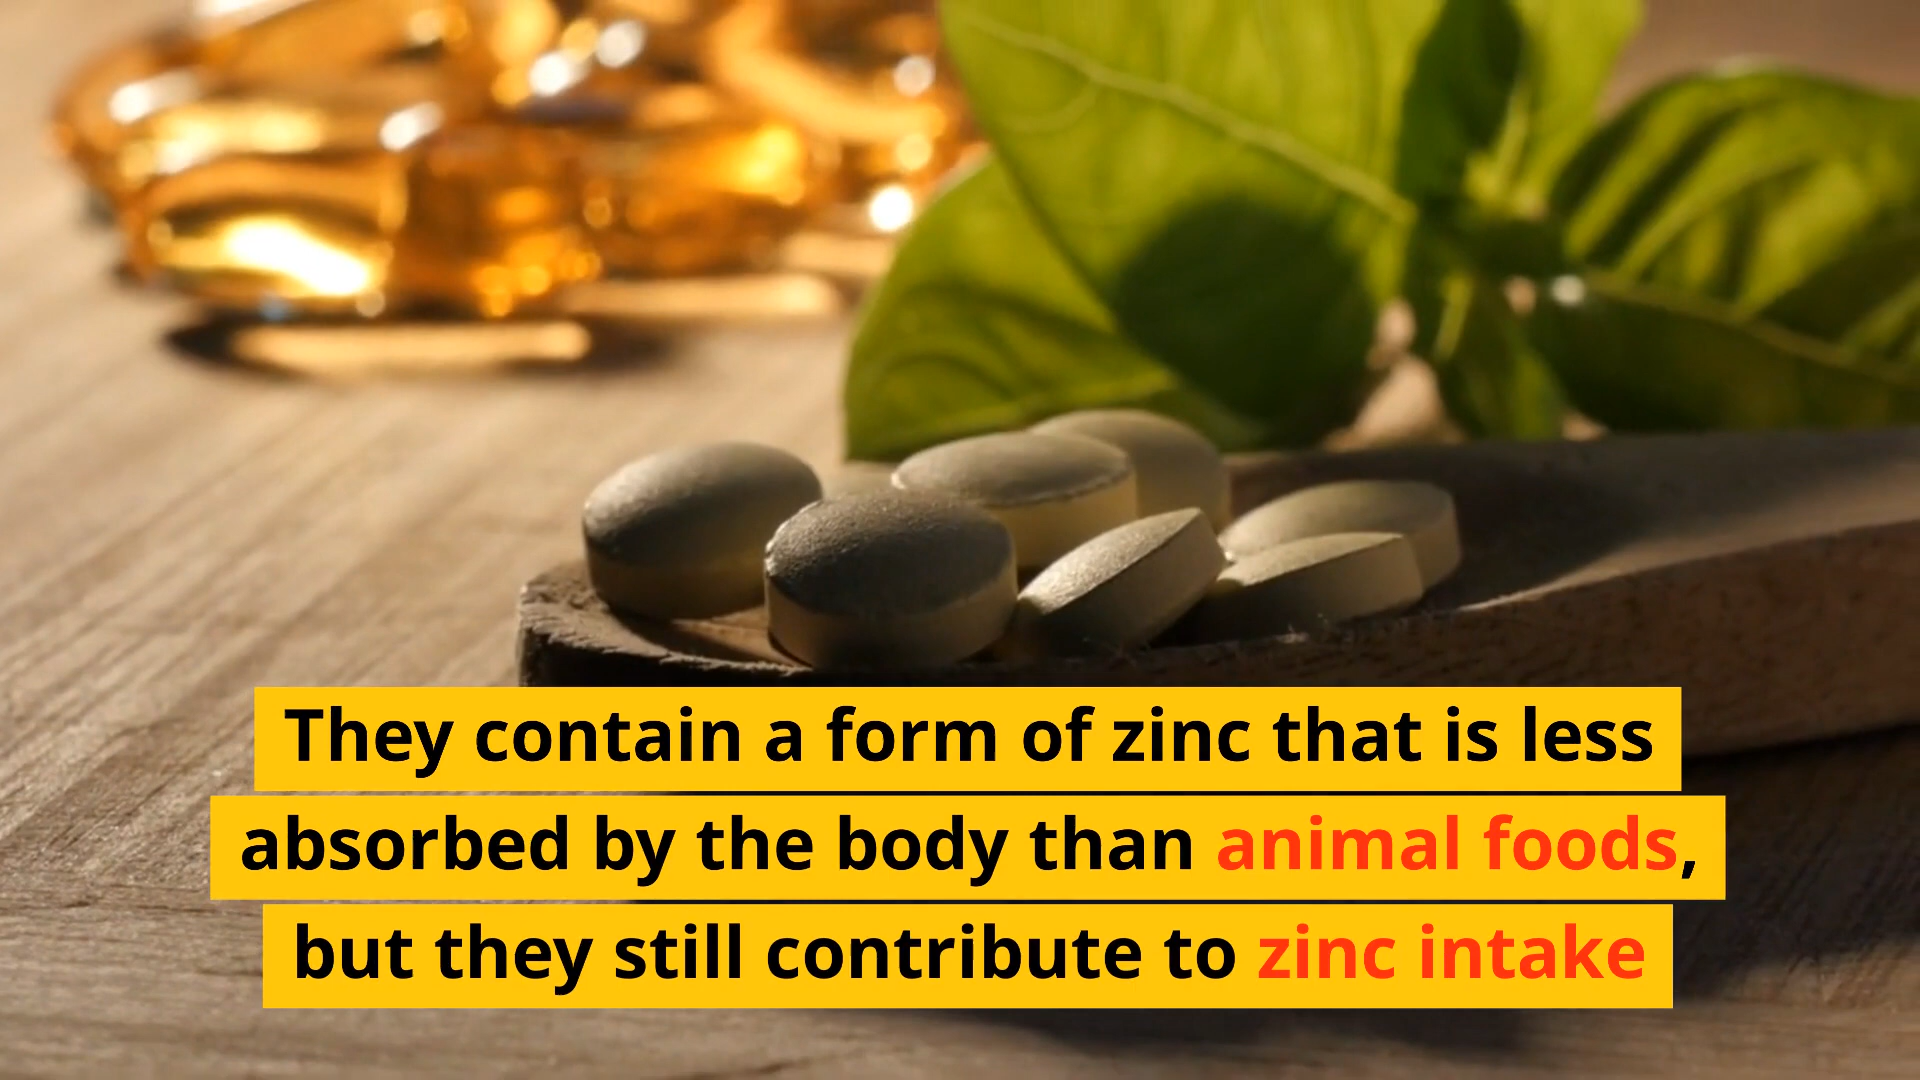 They contain a form of zinc that is less
absorbed by the body than animal foods,
but they still contribute to zinc intake